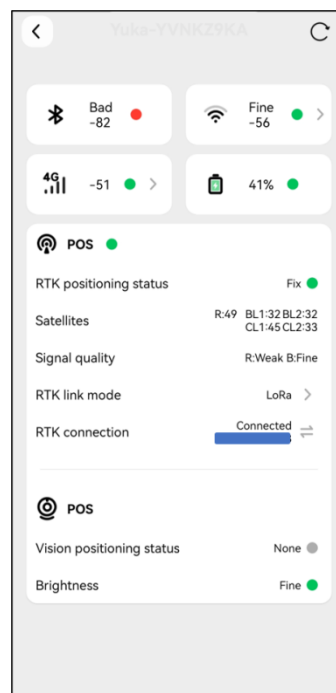 Yuka-YVNKZ9KA
Bad
-82
Fine
-56
4G
-51
41%
POS
RTK positioning status Fix
Satellites R:49 BL1:32 BL2:32
CL1:45 CL2:33
Signal quality R:Weak B:Fine
RTK link mode LoRa
RTK connection Connected
POS
Vision positioning status None
Brightness Fine